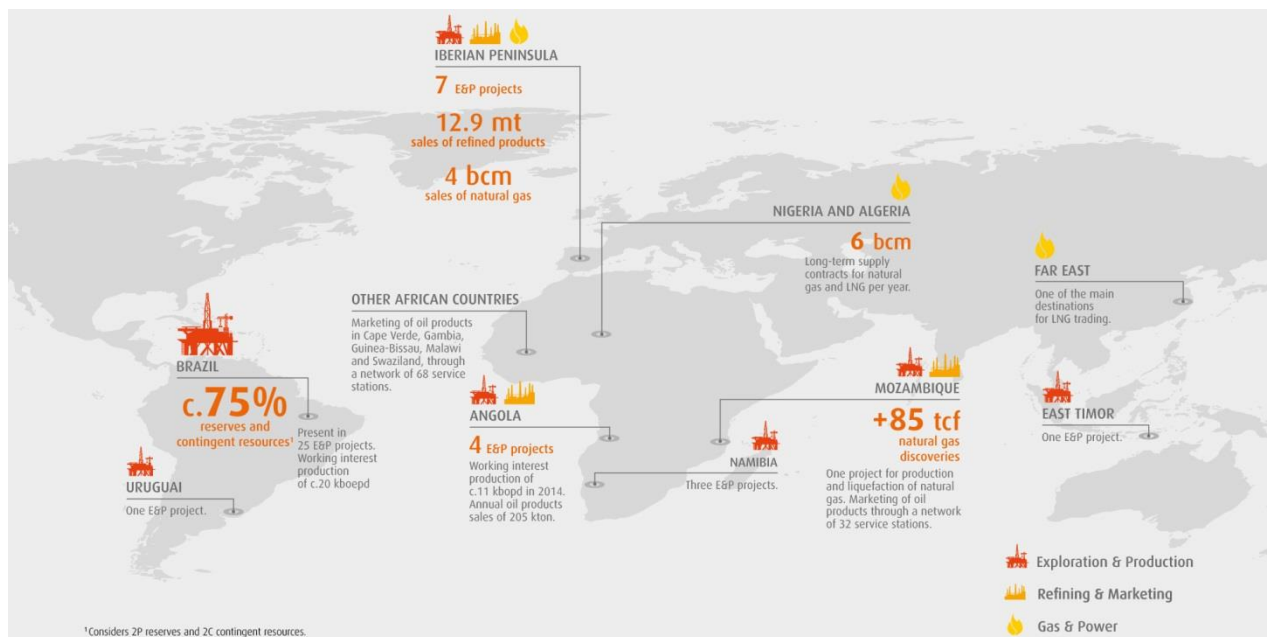 IBERIAN PENINSULA
7 E&P projects
12.9 mt
sales of refined products
4 bcm
sales of natural gas
NIGERIA AND ALGERIA
6 bcm
Long-term supply
contracts for natural
gas and LNG per year.
FAR EAST
One of the main
destinations
for LNG trading.
OTHER AFRICAN COUNTRIES
Marketing of oil products
in Cape Verde, Gambia,
Guinea-Bissau, Malawi
and Swaziland, through
a network of 68 service
stations.
BRAZIL
c.75%
reserves and
contingent resources¹
Present in
25 E&P projects.
Working interest
production
of c.20 kboepd
URUGUAI
One E&P project.
ANGOLA
4 E&P projects
Working interest
production of
c.11 kbopd in 2014.
Annual oil products
sales of 205 kton.
NAMIBIA
Three E&P projects.
MOZAMBIQUE
+85 tcf
natural gas
discoveries
One project for production
and liquefaction of natural
gas. Marketing of oil
products through a network
of 32 service stations.
EAST TIMOR
One E&P project.
Exploration & Production
Refining & Marketing
Gas & Power
¹Considers 2P reserves and 2C contingent resources.